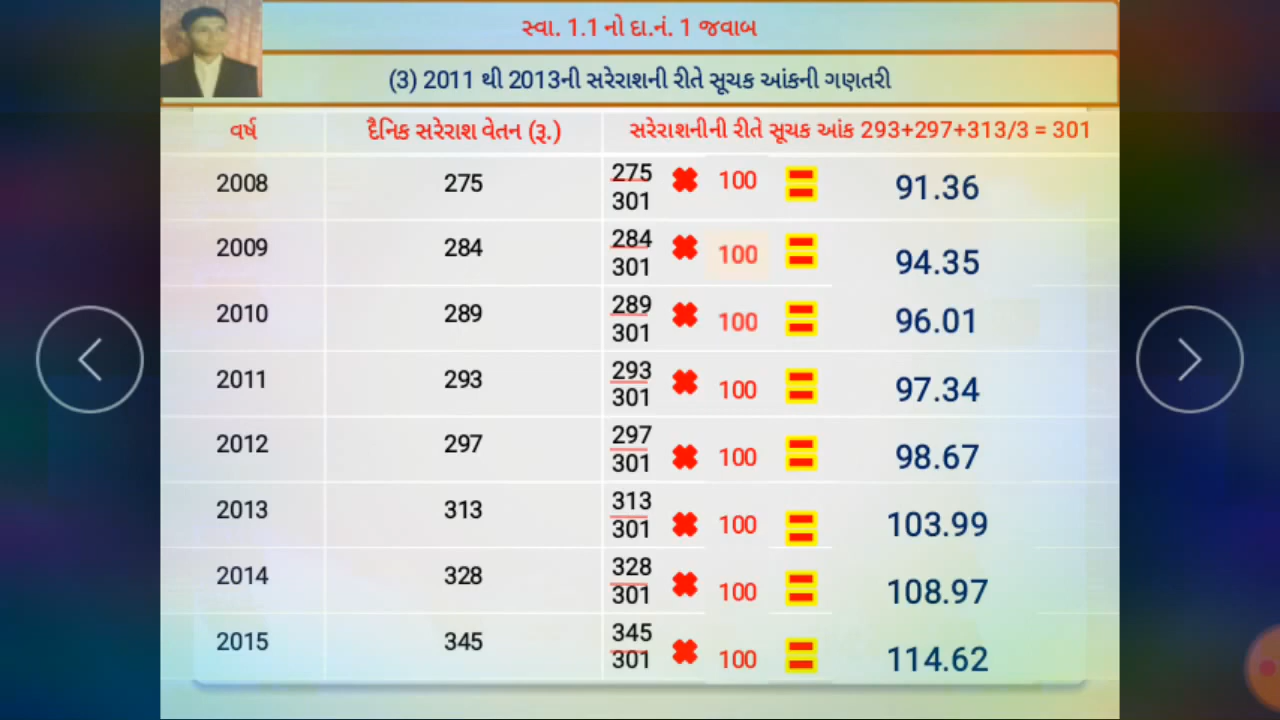 સ્વા. 1.1 નો દા.નં. 1 જવાબ
(3) 2011 થી 2013ની સરેરાશની રીતે સૂચક આંકની ગણતરી
વર્ષ દૈનિક સરેરાશ વેતન (રૂ.) સરેરાશનીની રીતે સૂચક આંક 293+297+313/3 = 301
2008 275 275/301 ✖ 100 = 91.36
2009 284 284/301 ✖ 100 = 94.35
2010 289 289/301 ✖ 100 = 96.01
2011 293 293/301 ✖ 100 = 97.34
2012 297 297/301 ✖ 100 = 98.67
2013 313 313/301 ✖ 100 = 103.99
2014 328 328/301 ✖ 100 = 108.97
2015 345 345/301 ✖ 100 = 114.62